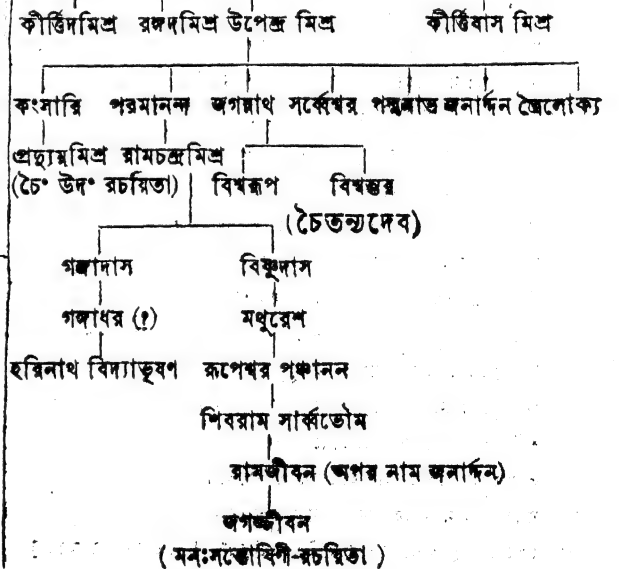 কীর্ত্তিদমিশ্র রঙ্গদমিশ্র উপেন্দ্র মিশ্র কীর্ত্তিবাস মিশ্র
কংসারি পরমানন্দ জগন্নাথ সর্ব্বেশ্বর পদ্মনাভ জনার্দ্দন ত্রৈলোক্য
প্রদ্যুম্নমিশ্র রামচন্দ্রমিশ্র
(চৈ° উদ° রচয়িতা) বিশ্বরূপ বিশ্বম্ভর
(চৈতন্যদেব)
গঙ্গাদাস বিষ্ণুদাস
গঙ্গাধর (?) মথুরেশ
হরিনাথ বিদ্যাভূষণ রূপেশ্বর পঞ্চানন
শিবরাম সার্ব্বভৌম
রামজীবন (অপর নাম জনার্দ্দন)
জগজ্জীবন
(মনঃসন্তোষিণী-রচয়িতা)